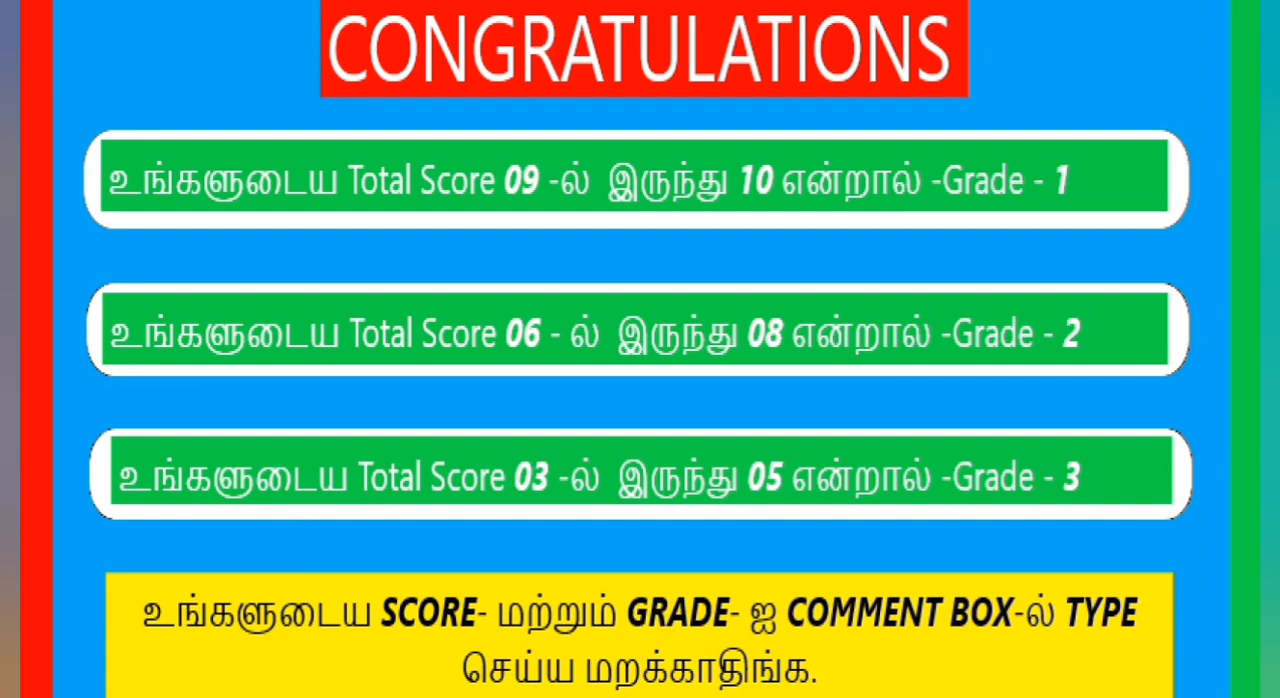 CONGRATULATIONS
உங்களுடைய Total Score 09 -ல் இருந்து 10 என்றால் -Grade - 1
உங்களுடைய Total Score 06 - ல் இருந்து 08 என்றால் -Grade - 2
உங்களுடைய Total Score 03 -ல் இருந்து 05 என்றால் -Grade - 3
உங்களுடைய SCORE- மற்றும் GRADE- ஐ COMMENT BOX-ல் TYPE
செய்ய மறக்காதிங்க.